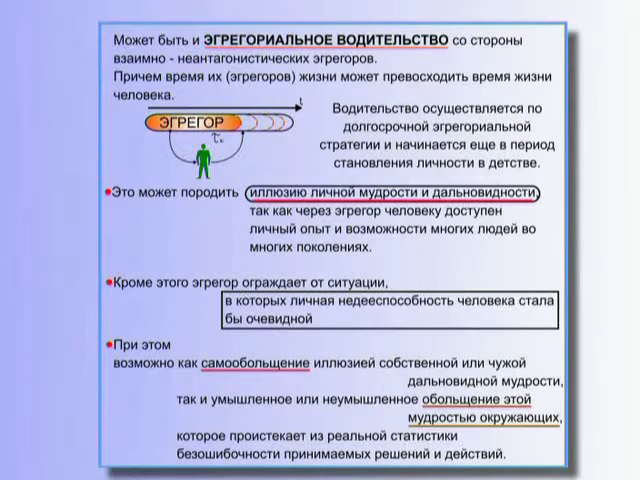 Может быть и ЭГРЕГОРИАЛЬНОЕ ВОДИТЕЛЬСТВО со стороны
взаимно - неантагонистических эгрегоров.
Причем время их (эгрегоров) жизни может превосходить время жизни
человека.
t
ЭГРЕГОР
Водительство осуществляется по
долгосрочной эгрегориальной
стратегии и начинается еще в период
становления личности в детстве.
Это может породить иллюзию личной мудрости и дальновидности,
так как через эгрегор человеку доступен
личный опыт и возможности многих людей во
многих поколениях.
Кроме этого эгрегор ограждает от ситуации,
в которых личная недееспособность человека стала
бы очевидной
При этом
возможно как самообольщение иллюзией собственной или чужой
дальновидной мудрости,
так и умышленное или неумышленное обольщение этой
мудростью окружающих,
которое проистекает из реальной статистики
безошибочности принимаемых решений и действий.